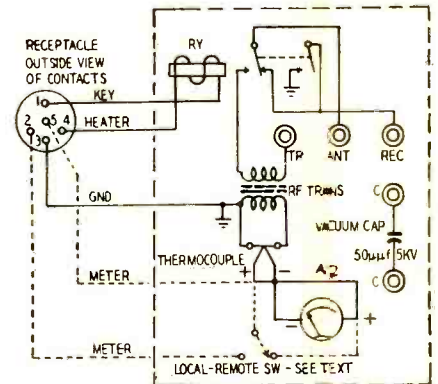 RECEPTACLE
OUTSIDE VIEW
OF CONTACTS
RY
1
KEY
2
5
4
HEATER
3
TR
ANT
REC
RF TRANS
GND
C
VACUUM CAP
50µµf 5KV
C
THERMOCOUPLE
+
-
METER
-
+
METER
LOCAL-REMOTE SW - SEE TEXT